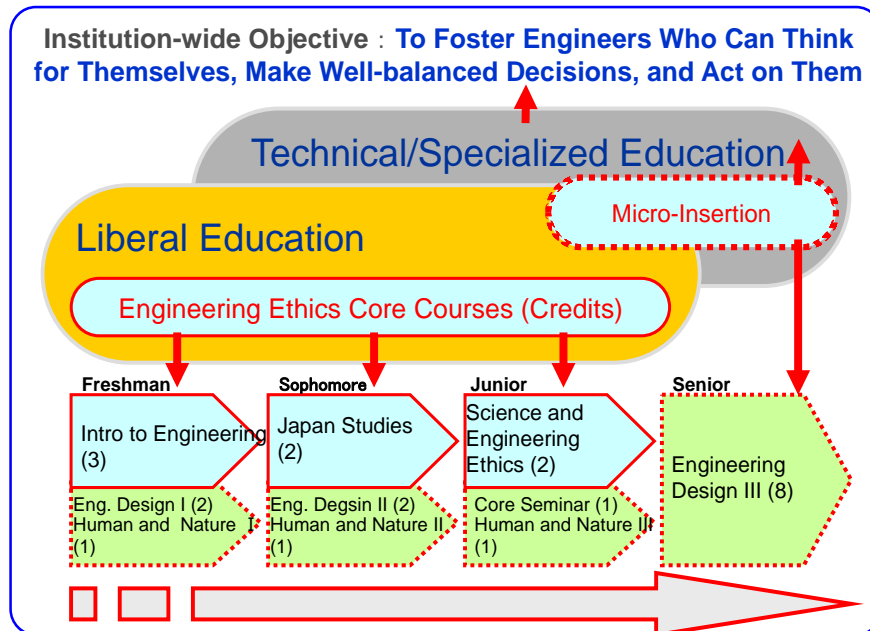 Institution-wide Objective : To Foster Engineers Who Can Think
for Themselves, Make Well-balanced Decisions, and Act on Them
Technical/Specialized Education
Micro-Insertion
Liberal Education
Engineering Ethics Core Courses (Credits)
Freshman
Sophomore
Junior
Senior
Intro to Engineering
(3)
Japan Studies
(2)
Science and
Engineering
Ethics (2)
Engineering
Design III (8)
Eng. Design I (2)
Human and Nature I
(1)
Eng. Degsin II (2)
Human and Nature II
(1)
Core Seminar (1)
Human and Nature III
(1)